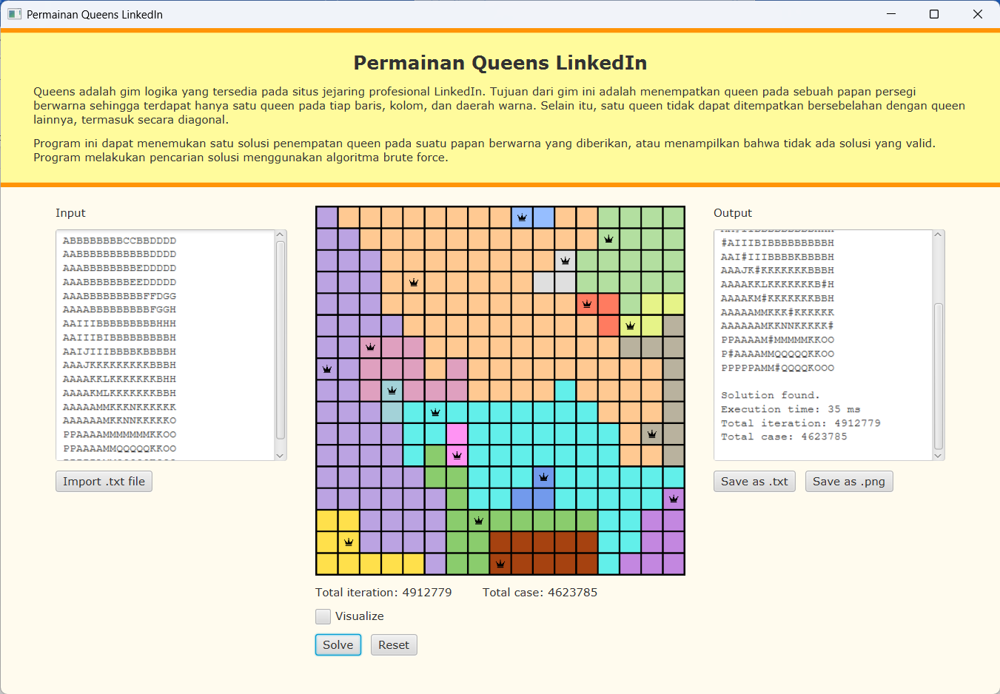 Permainan Queens LinkedIn
Permainan Queens LinkedIn
Queens adalah gim logika yang tersedia pada situs jejaring profesional LinkedIn. Tujuan dari gim ini adalah menempatkan queen pada sebuah papan persegi
berwarna sehingga terdapat hanya satu queen pada tiap baris, kolom, dan daerah warna. Selain itu, satu queen tidak dapat ditempatkan bersebelahan dengan queen
lainnya, termasuk secara diagonal.
Program ini dapat menemukan satu solusi penempatan queen pada suatu papan berwarna yang diberikan, atau menampilkan bahwa tidak ada solusi yang valid.
Program melakukan pencarian solusi menggunakan algoritma brute force.
Input
ABBBBBBBBCCBBDDDD
AABBBBBBBBBBBDDDD
AAABBBBBBBBEDDDDD
AAABBBBBBBEEDDDDD
AAABBBBBBBBBFFDGG
AAAABBBBBBBBBFGGH
AAIIIBBBBBBBBBHHH
AAIIIBIBBBBBBBBBH
AAIJIIIBBBBKBBBBH
AAAJKKKKKKKKKBBBH
AAAAKKLKKKKKKKBHH
AAAAKMLKKKKKKKBBH
AAAAAMMKKKNKKKKKK
AAAAAAMKKNNKKKKKO
PPAAAAMMMMMMMKKOO
PPAAAAMMQQQQQKKOO
Import .txt file
Total iteration: 4912779
Total case: 4623785
Visualize
Solve
Reset
Output
#AIIIBIBBBBBBBBBH
AAI#IIIBBBBKBBBBH
AAAJK#KKKKKKKBBBH
AAAAKKLKKKKKKKB#H
AAAAKM#KKKKKKKBBH
AAAAAMMKKK#KKKKKK
AAAAAAMKKNNKKKKK#
PPAAAAM#MMMMMKKOO
P#AAAAMMQQQQQKKOO
PPPPPAMM#QQQQKOOO
Solution found.
Execution time: 35 ms
Total iteration: 4912779
Total case: 4623785
Save as .txt
Save as .png